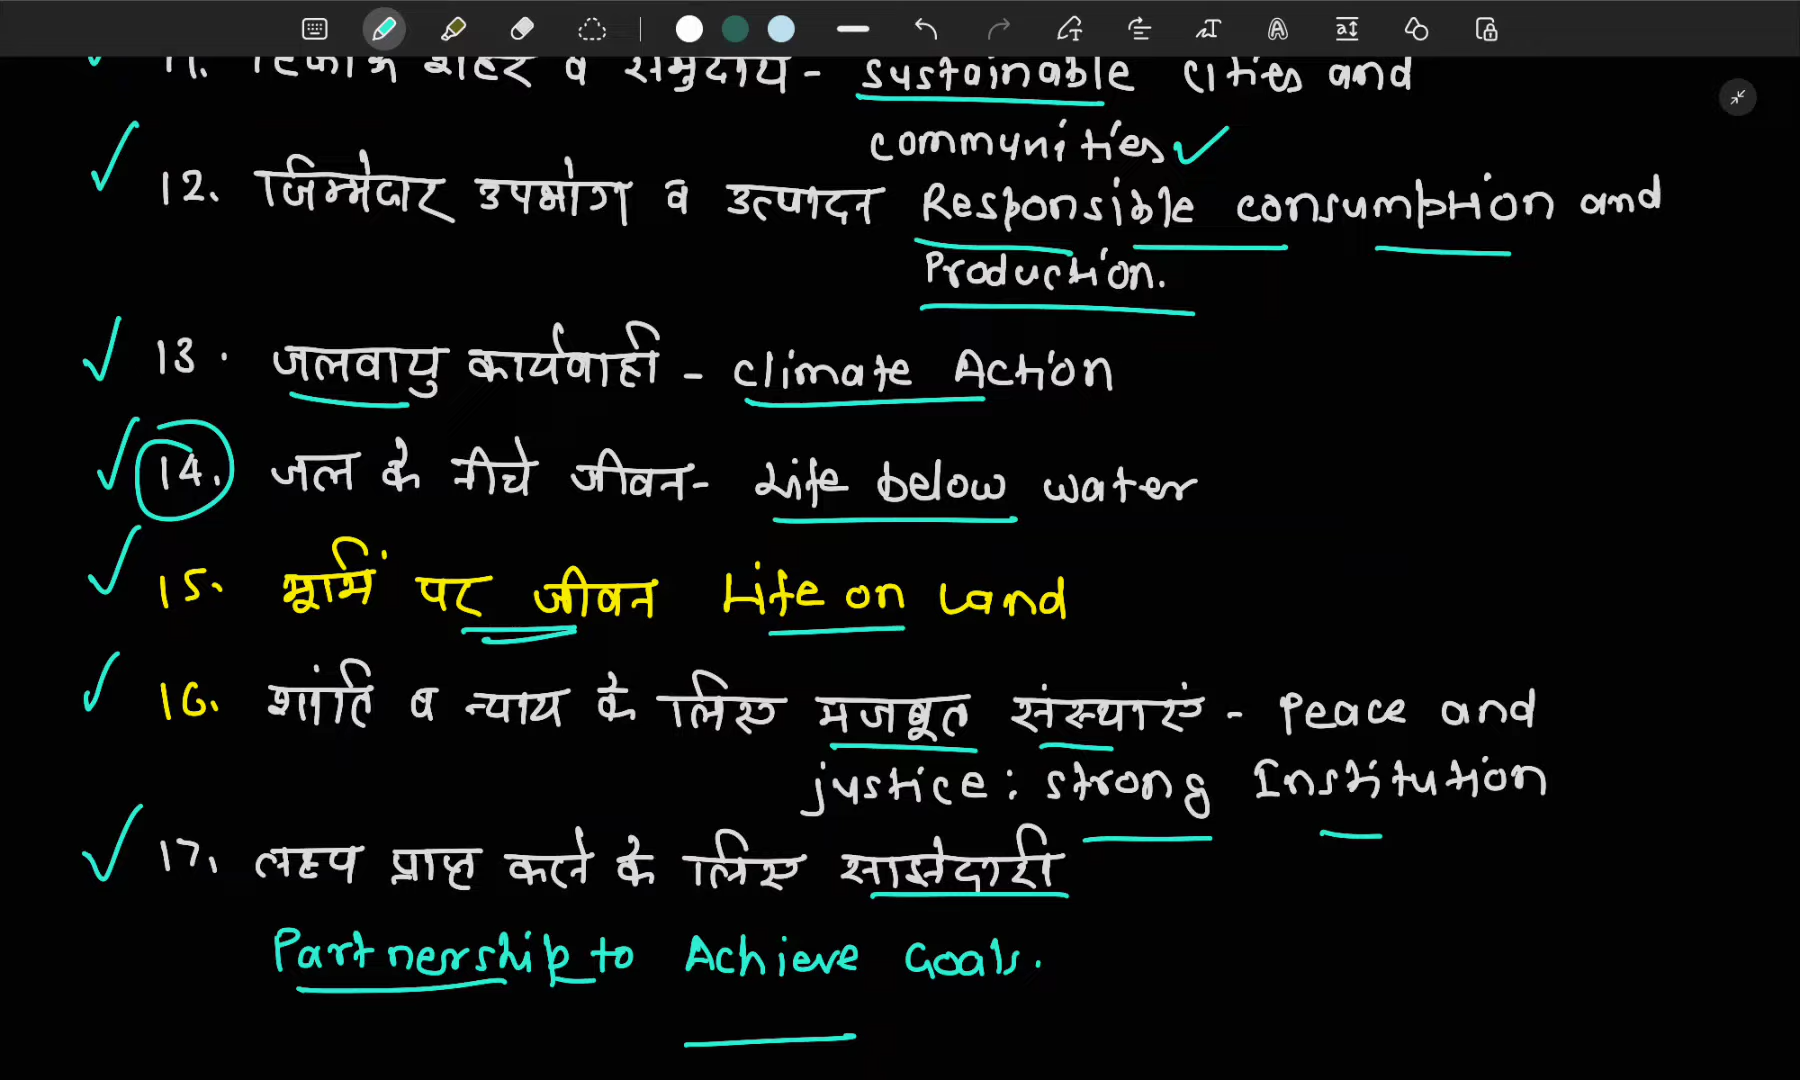 11. टिकाऊ शहर व समुदाय - sustainable cities and
communities
12. जिम्मेदार उपभोग व उत्पादन Responsible consumption and
Production.
13. जलवायु कार्यवाही - climate Action
14. जल के नीचे जीवन - Life below water
15. भूमि पर जीवन Life on Land
16. शांति व न्याय के लिए मजबूत संस्थाएं - Peace and
justice: strong Institution
17. लक्ष्य प्राप्त करने के लिए साझेदारी
Partnership to Achieve Goals.